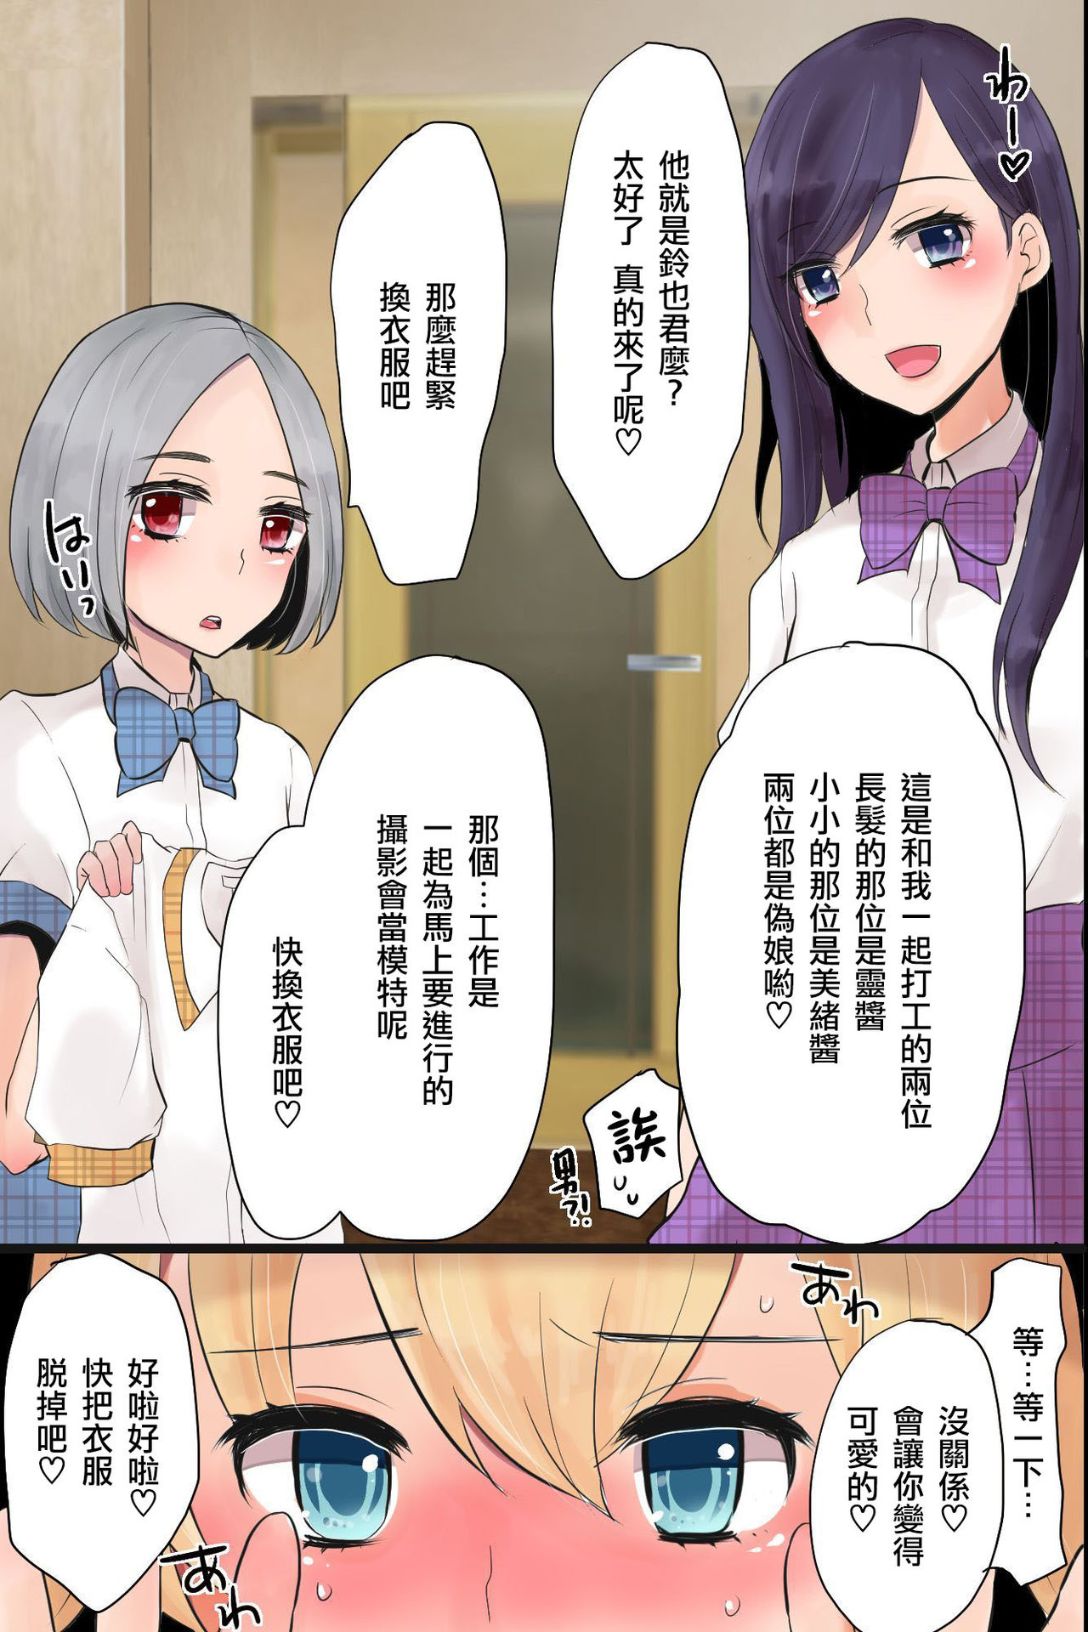 わー♡
他就是鈴也君麼？
太好了 真的來了呢♡
那麼趕緊
換衣服吧
はいっ
這是和我一起打工的兩位
長髮的那位是靈醬
小小的那位是美緒醬
兩位都是偽娘喲♡
誒
男?!
那個…工作是
一起為馬上要進行的
攝影會當模特呢
快換衣服吧♡
等…等一下…
沒關係♡
會讓你變得
可愛的♡
あわ
好啦好啦♡
快把衣服
脱掉吧♡
あわ